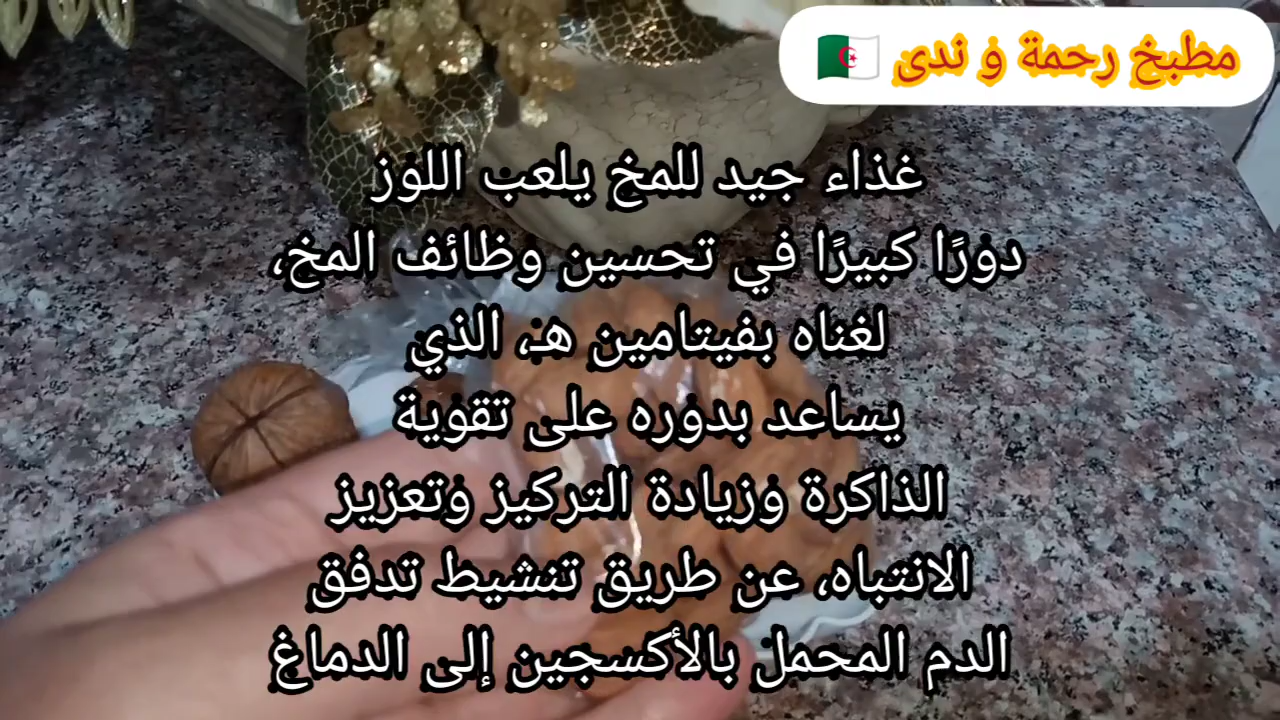 مطبخ رحمة و ندى 🇩🇿
غذاء جيد للمخ يلعب اللوز
دورًا كبيرًا في تحسين وظائف المخ،
لغناه بفيتامين هـ، الذي
يساعد بدوره على تقوية
الذاكرة وزيادة التركيز وتعزيز
الانتباه، عن طريق تنشيط تدفق
الدم المحمل بالأكسجين إلى الدماغ